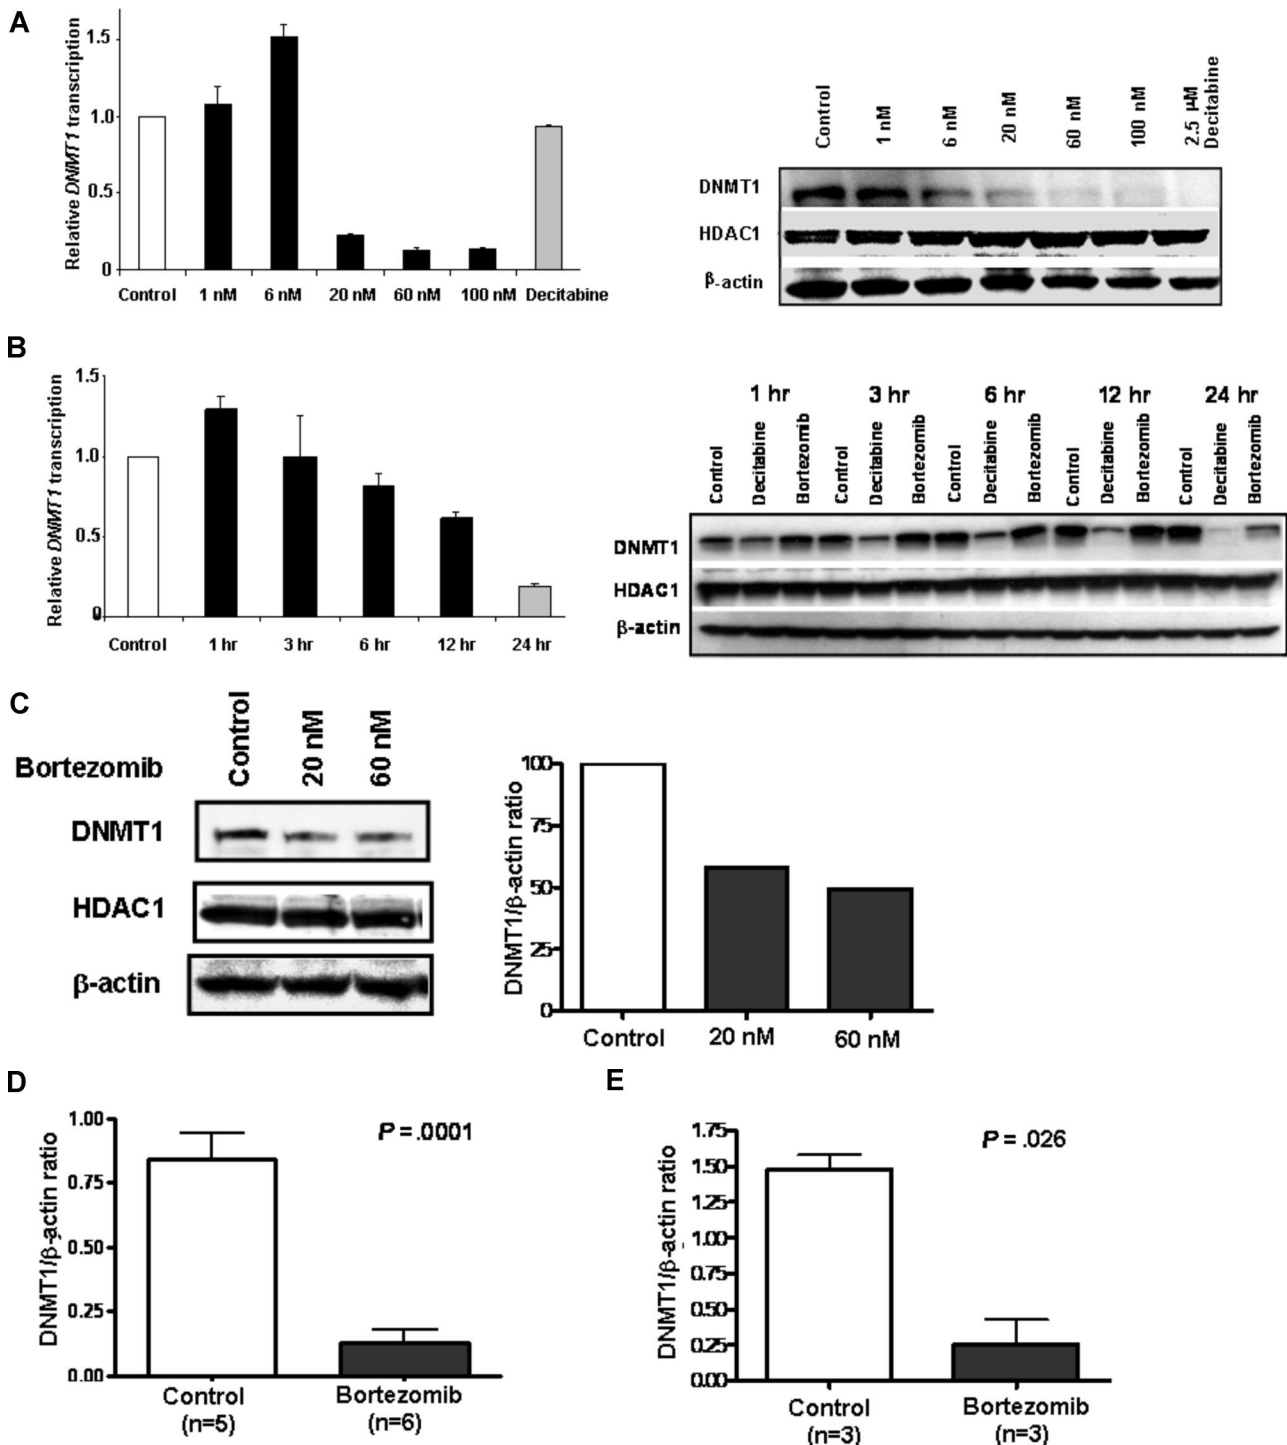 A
Relative DNMT1 transcription
1.5
1.0
0.5
0
Control 1 nM 6 nM 20 nM 60 nM 100 nM Decitabine
Control
1 nM
6 nM
20 nM
60 nM
100 nM
2.5 µM
Decitabine
DNMT1
HDAC1
β-actin
B
Relative DNMT1 transcription
1.5
1.0
0.5
0
Control 1 hr 3 hr 6 hr 12 hr 24 hr
1 hr 3 hr 6 hr 12 hr 24 hr
Control
Decitabine
Bortezomib
Control
Decitabine
Bortezomib
Control
Decitabine
Bortezomib
Control
Decitabine
Bortezomib
Control
Decitabine
Bortezomib
DNMT1
HDAC1
β-actin
C
Bortezomib
Control
20 nM
60 nM
DNMT1
HDAC1
β-actin
DNMT1/β-actin ratio
100
75
50
25
0
Control 20 nM 60 nM
D
DNMT1/β-actin ratio
1.00
0.75
0.50
0.25
0.00
P = .0001
Control Bortezomib
(n=5) (n=6)
E
DNMT1/β-actin ratio
1.75
1.50
1.25
1.00
0.75
0.50
0.25
0.00
P = .026
Control Bortezomib
(n=3) (n=3)